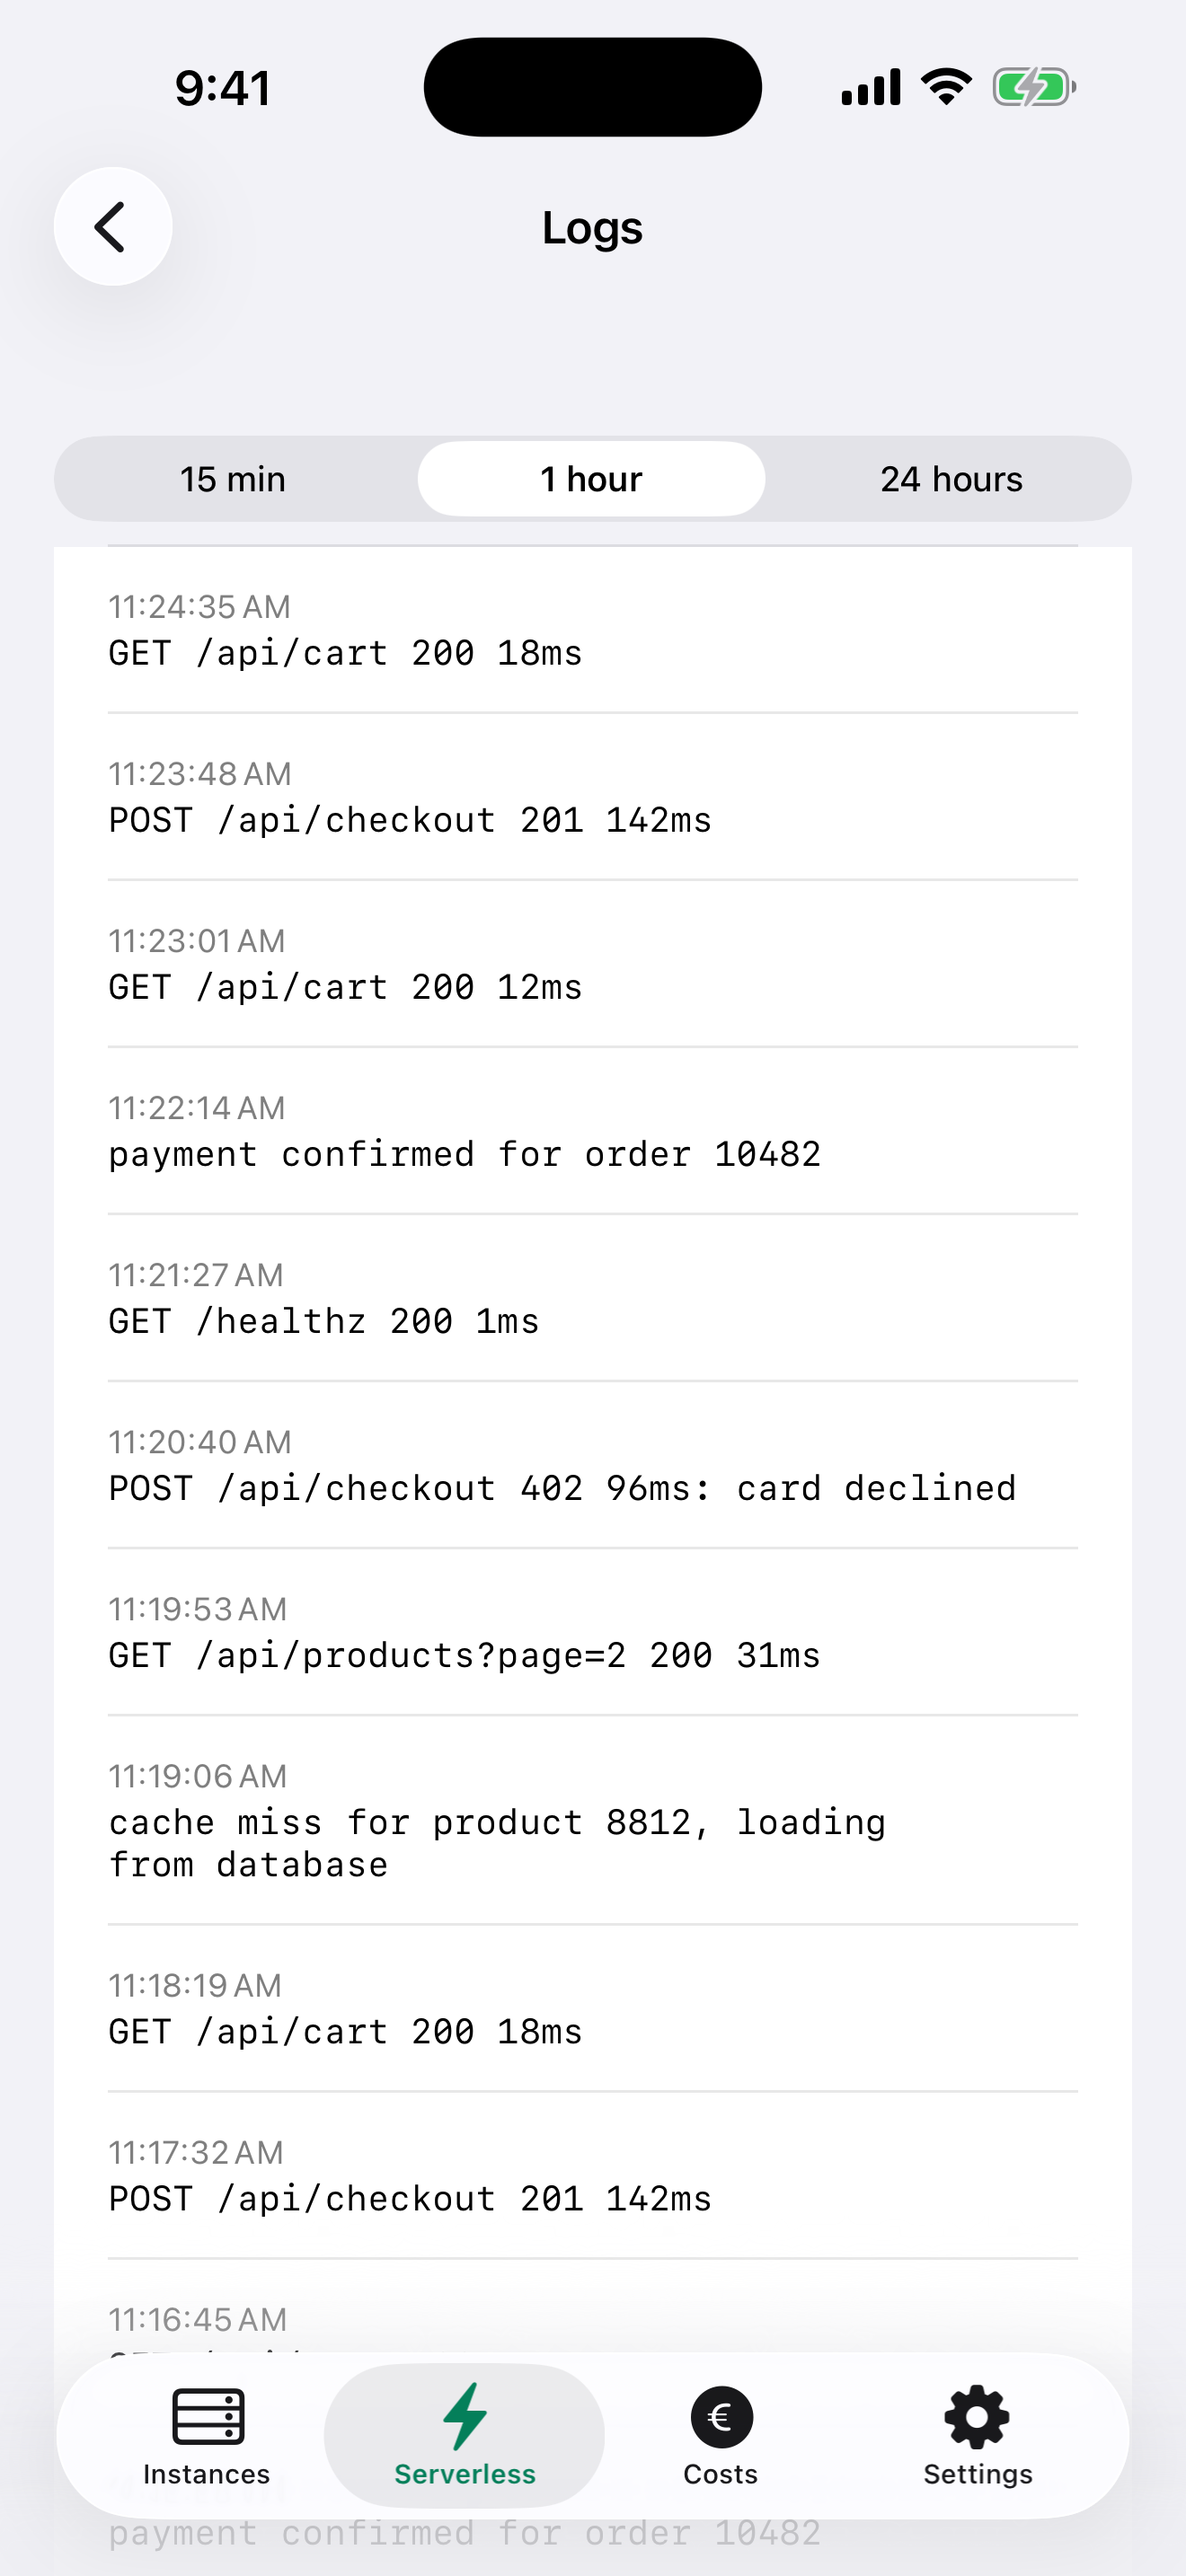 9:41
Logs
15 min
1 hour
24 hours
11:24:35 AM
GET /api/cart 200 18ms
11:23:48 AM
POST /api/checkout 201 142ms
11:23:01 AM
GET /api/cart 200 12ms
11:22:14 AM
payment confirmed for order 10482
11:21:27 AM
GET /healthz 200 1ms
11:20:40 AM
POST /api/checkout 402 96ms: card declined
11:19:53 AM
GET /api/products?page=2 200 31ms
11:19:06 AM
cache miss for product 8812, loading
from database
11:18:19 AM
GET /api/cart 200 18ms
11:17:32 AM
POST /api/checkout 201 142ms
11:16:45 AM
Instances
Serverless
Costs
Settings
payment confirmed for order 10482